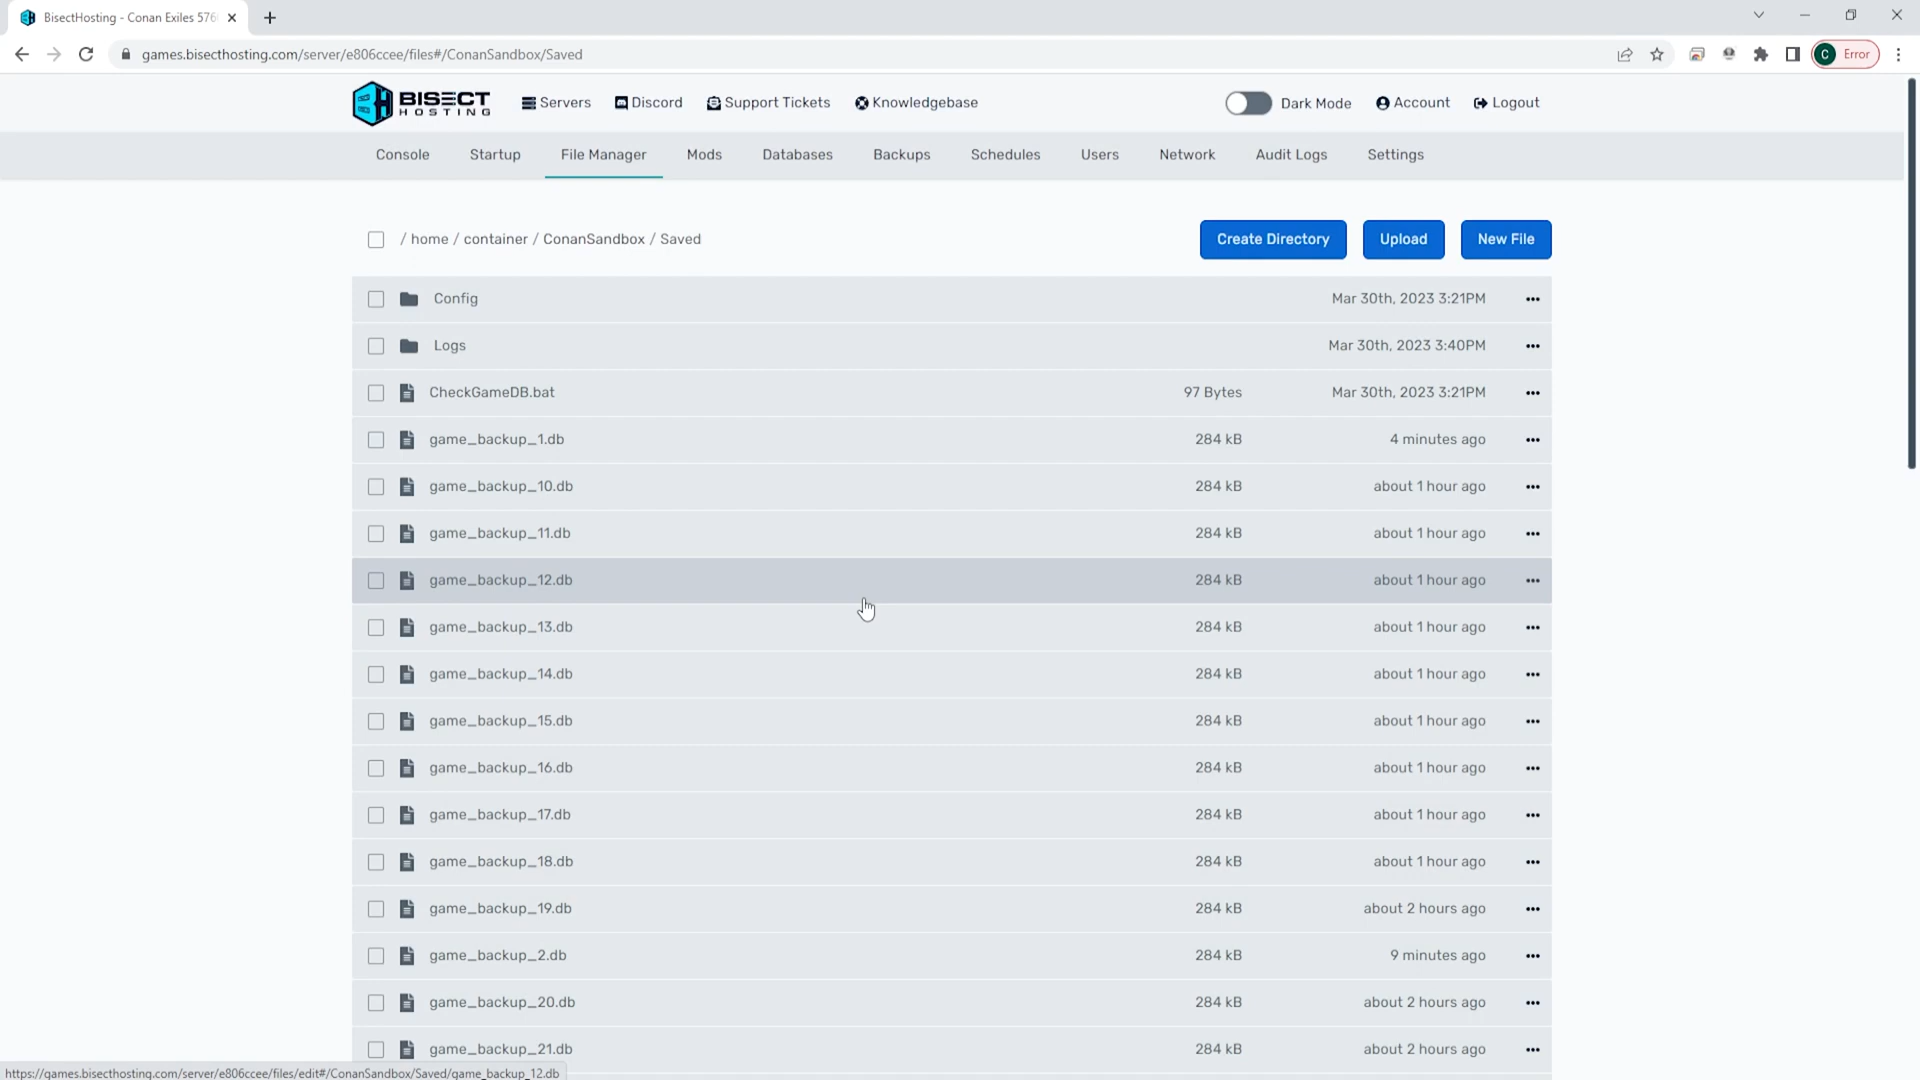 BisectHosting - Conan Exiles 576
games.bisecthosting.com/server/e806ccee/files#/ConanSandbox/Saved
C Error
BISECT HOSTING
Servers Discord Support Tickets Knowledgebase Dark Mode Account Logout
Console Startup File Manager Mods Databases Backups Schedules Users Network Audit Logs Settings
/ home / container / ConanSandbox / Saved Create Directory Upload New File
Config Mar 30th, 2023 3:21PM
Logs Mar 30th, 2023 3:40PM
CheckGameDB.bat 97 Bytes Mar 30th, 2023 3:21PM
game_backup_1.db 284 kB 4 minutes ago
game_backup_10.db 284 kB about 1 hour ago
game_backup_11.db 284 kB about 1 hour ago
game_backup_12.db 284 kB about 1 hour ago
game_backup_13.db 284 kB about 1 hour ago
game_backup_14.db 284 kB about 1 hour ago
game_backup_15.db 284 kB about 1 hour ago
game_backup_16.db 284 kB about 1 hour ago
game_backup_17.db 284 kB about 1 hour ago
game_backup_18.db 284 kB about 1 hour ago
game_backup_19.db 284 kB about 2 hours ago
game_backup_2.db 284 kB 9 minutes ago
game_backup_20.db 284 kB about 2 hours ago
game_backup_21.db 284 kB about 2 hours ago
https://games.bisecthosting.com/server/e806ccee/files/edit#/ConanSandbox/Saved/game_backup_12.db